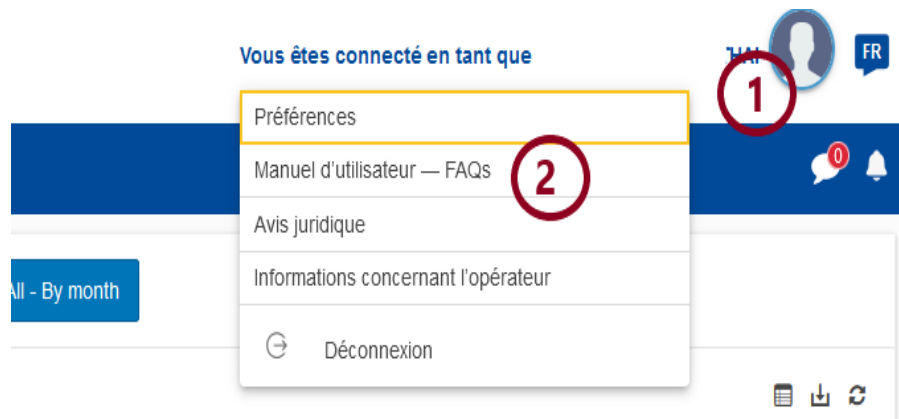 Vous êtes connecté en tant que
FR
1
Préférences
0
Manuel d'utilisateur — FAQs
2
Avis juridique
Informations concernant l'opérateur
All - By month
Déconnexion